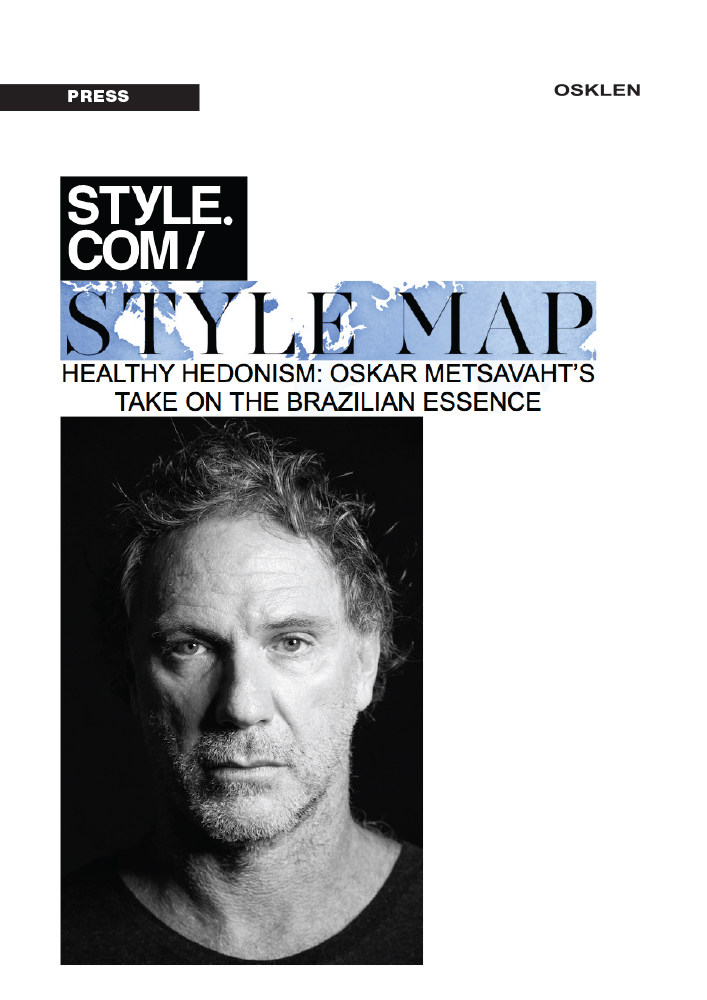 PRESS
OSKLEN
STYLE.
COM/
STYLE MAP
HEALTHY HEDONISM: OSKAR METSAVAHT'S
TAKE ON THE BRAZILIAN ESSENCE